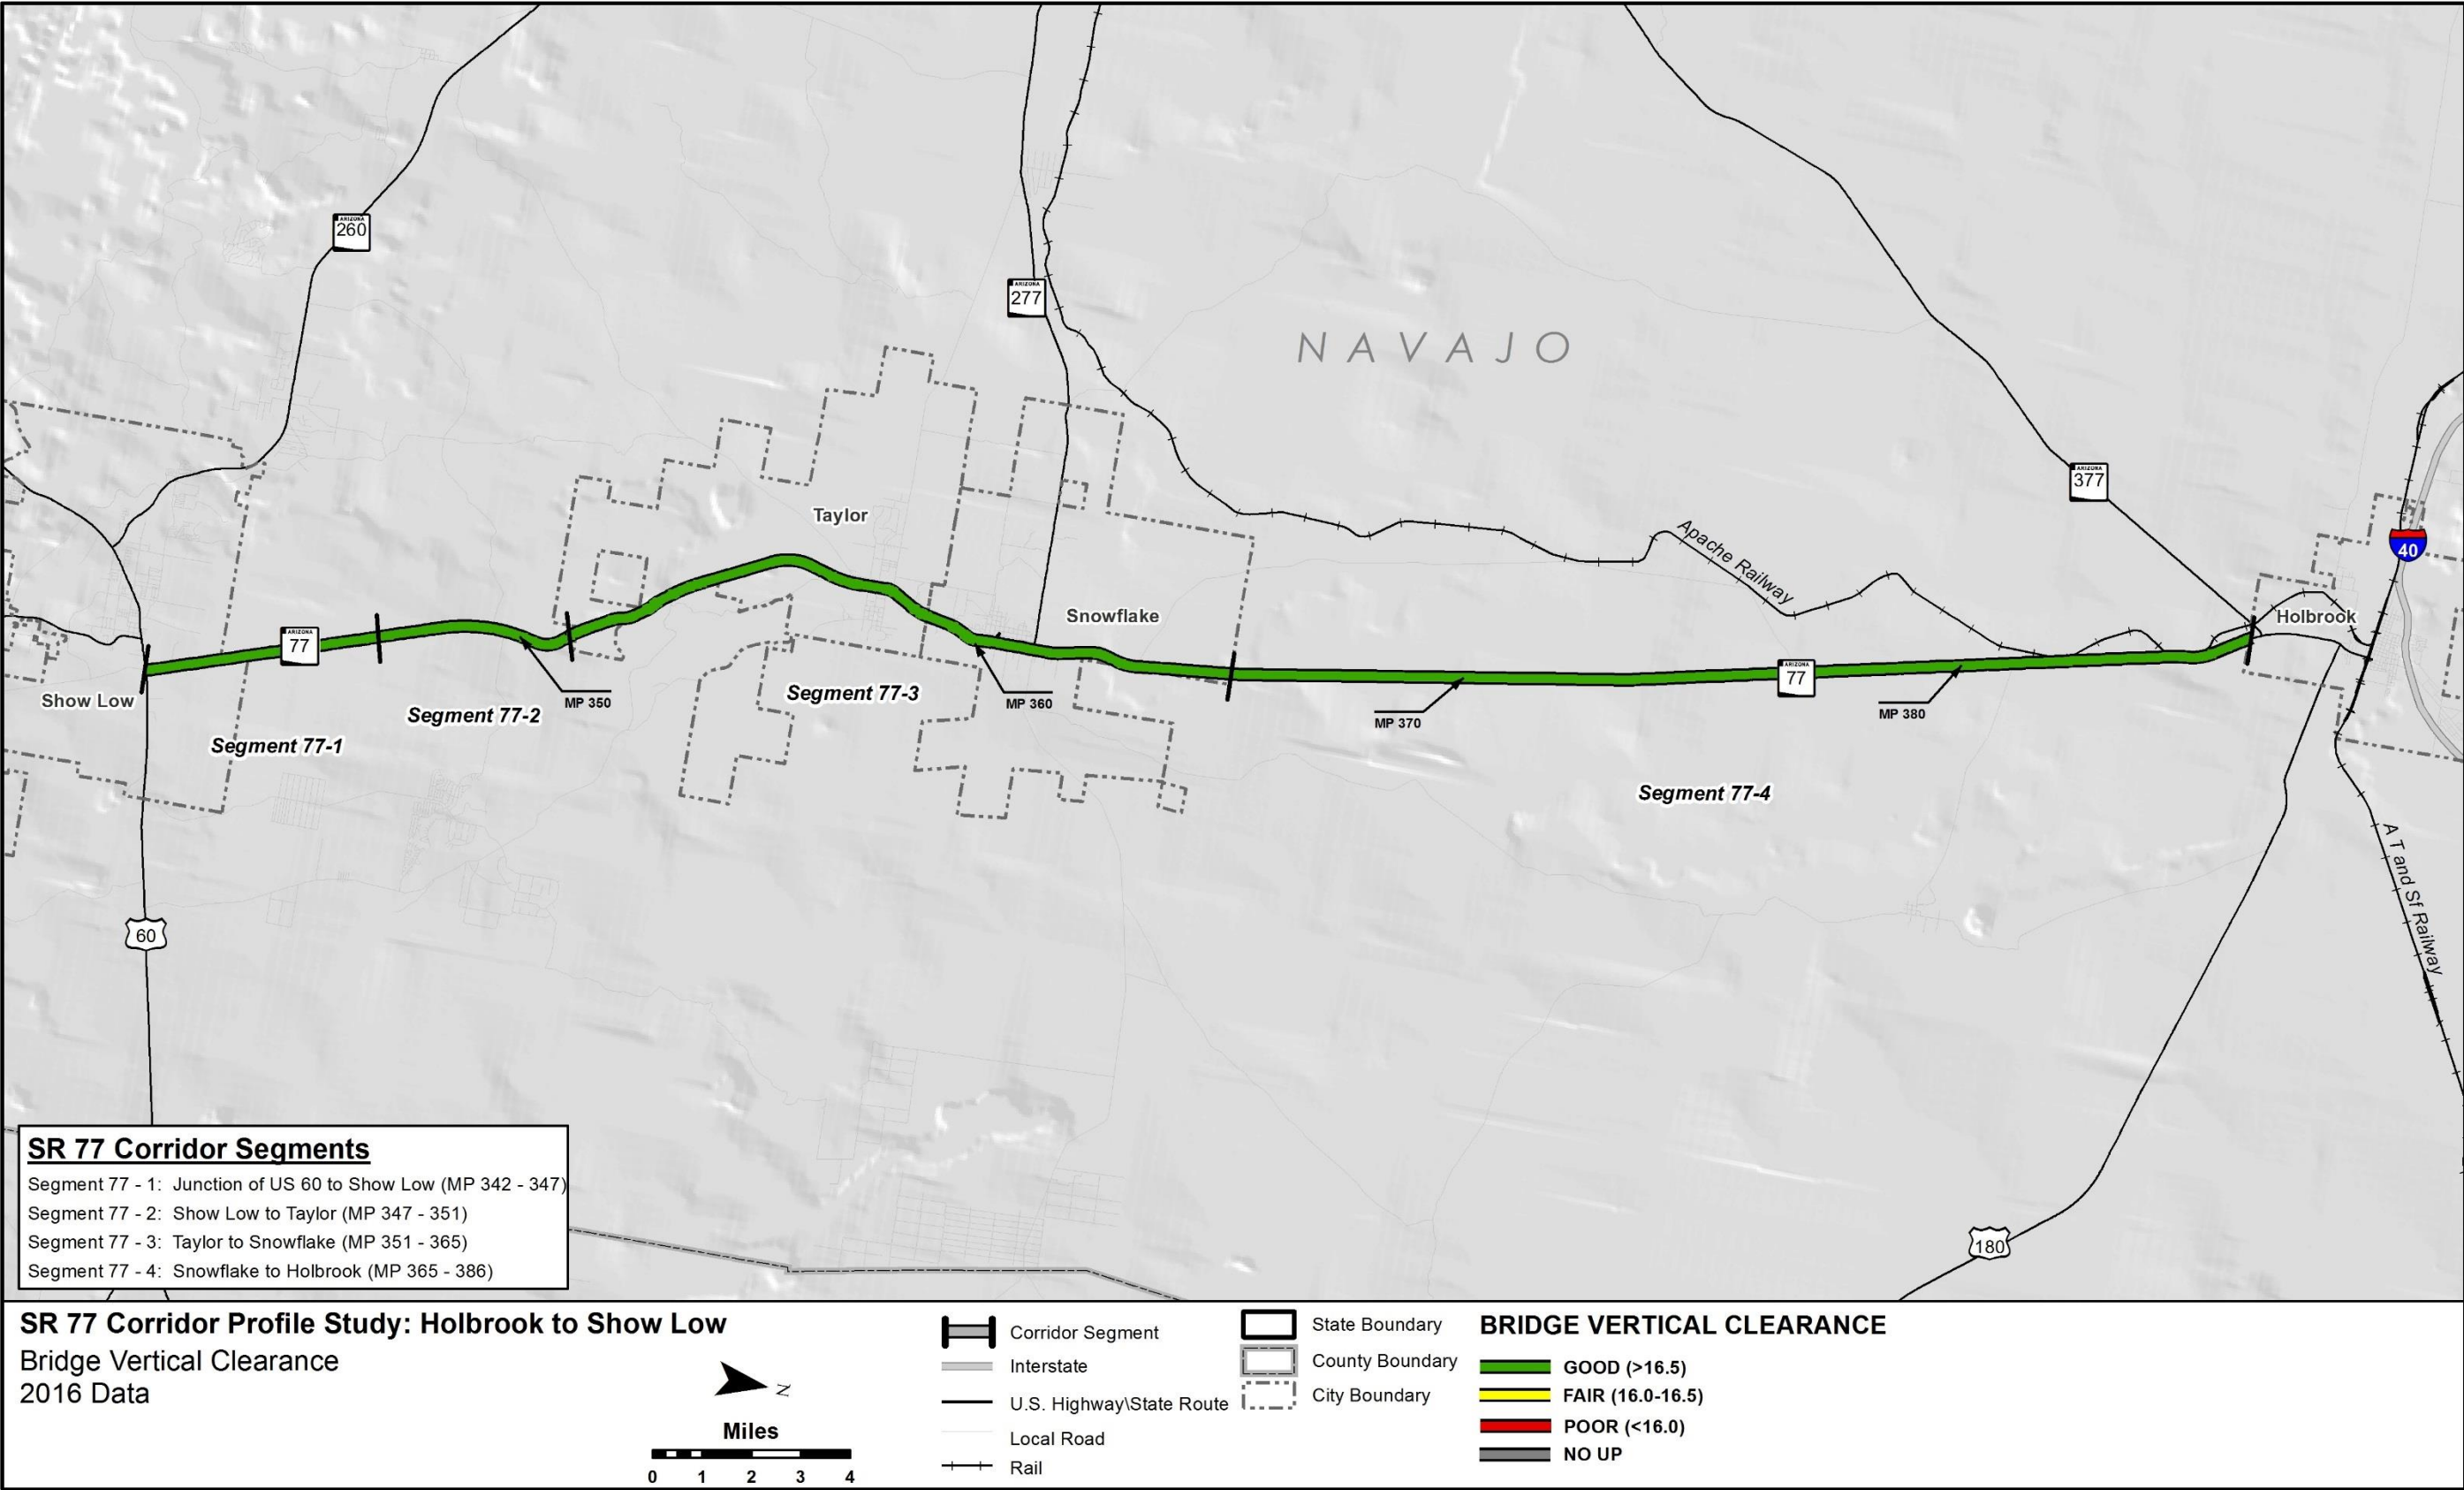 ARIZONA
260
ARIZONA
277
NAVAJO
ARIZONA
377
Taylor
Apache Railway
40
Snowflake
Holbrook
ARIZONA
77
ARIZONA
77
Show Low
Segment 77-1
Segment 77-2
MP 350
Segment 77-3
MP 360
MP 370
MP 380
Segment 77-4
A T and Sf Railway
60
180
SR 77 Corridor Segments
Segment 77 - 1: Junction of US 60 to Show Low (MP 342 - 347)
Segment 77 - 2: Show Low to Taylor (MP 347 - 351)
Segment 77 - 3: Taylor to Snowflake (MP 351 - 365)
Segment 77 - 4: Snowflake to Holbrook (MP 365 - 386)
SR 77 Corridor Profile Study: Holbrook to Show Low
Bridge Vertical Clearance
2016 Data
N
Miles
0 1 2 3 4
Corridor Segment
Interstate
U.S. Highway\State Route
Local Road
Rail
State Boundary
County Boundary
City Boundary
BRIDGE VERTICAL CLEARANCE
GOOD (>16.5)
FAIR (16.0-16.5)
POOR (<16.0)
NO UP